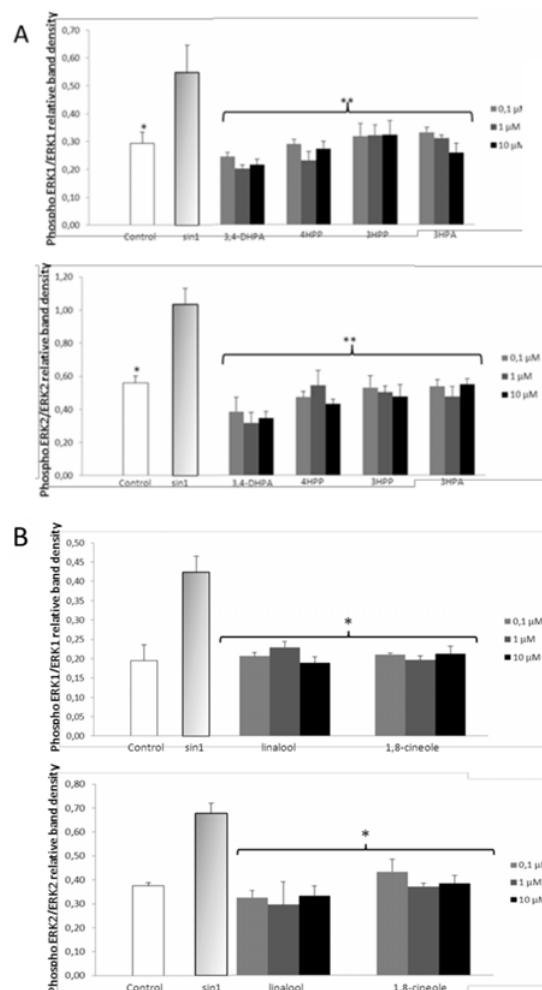 A
Phospho ERK1/ERK1 relative band density
0,70
0,60
0,50
0,40
0,30
0,20
0,10
0,00
*
**
0,1 μM
1 μM
10 μM
Control sin1 3,4-DHPA 4HPP 3HPP 3HPA
Phospho ERK2/ERK2 relative band density
1,20
1,00
0,80
0,60
0,40
0,20
0,00
*
**
0,1 μM
1 μM
10 μM
Control sin1 3,4-DHPA 4HPP 3HPP 3HPA
B
Phospho ERK1/ERK1 relative band density
0,50
0,45
0,40
0,35
0,30
0,25
0,20
0,15
0,10
0,05
0,00
*
0,1 μM
1 μM
10 μM
Control sin1 linalool 1,8-cineole
Phospho ERK2/ERK2 relative band density
0,80
0,70
0,60
0,50
0,40
0,30
0,20
0,10
0,00
*
0,1 μM
1 μM
10 μM
Control sin1 linalool 1,8-cineole